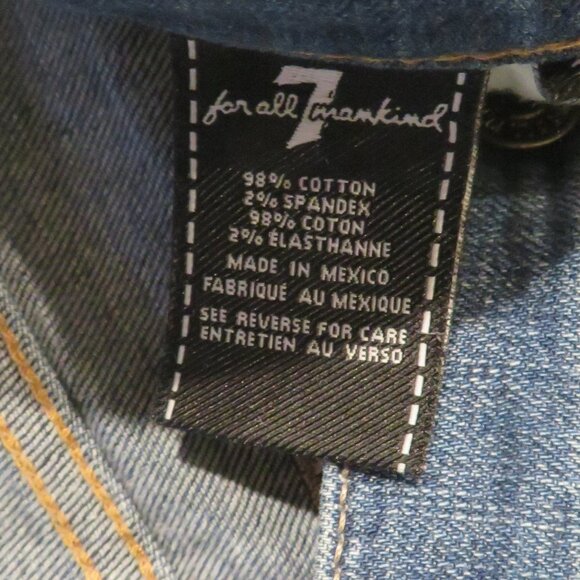 for all 7 mankind
98% COTTON
2% SPANDEX
98% COTON
2% ÉLASTHANNE
MADE IN MEXICO
FABRIQUÉ AU MEXIQUE
SEE REVERSE FOR CARE
ENTRETIEN AU VERSO